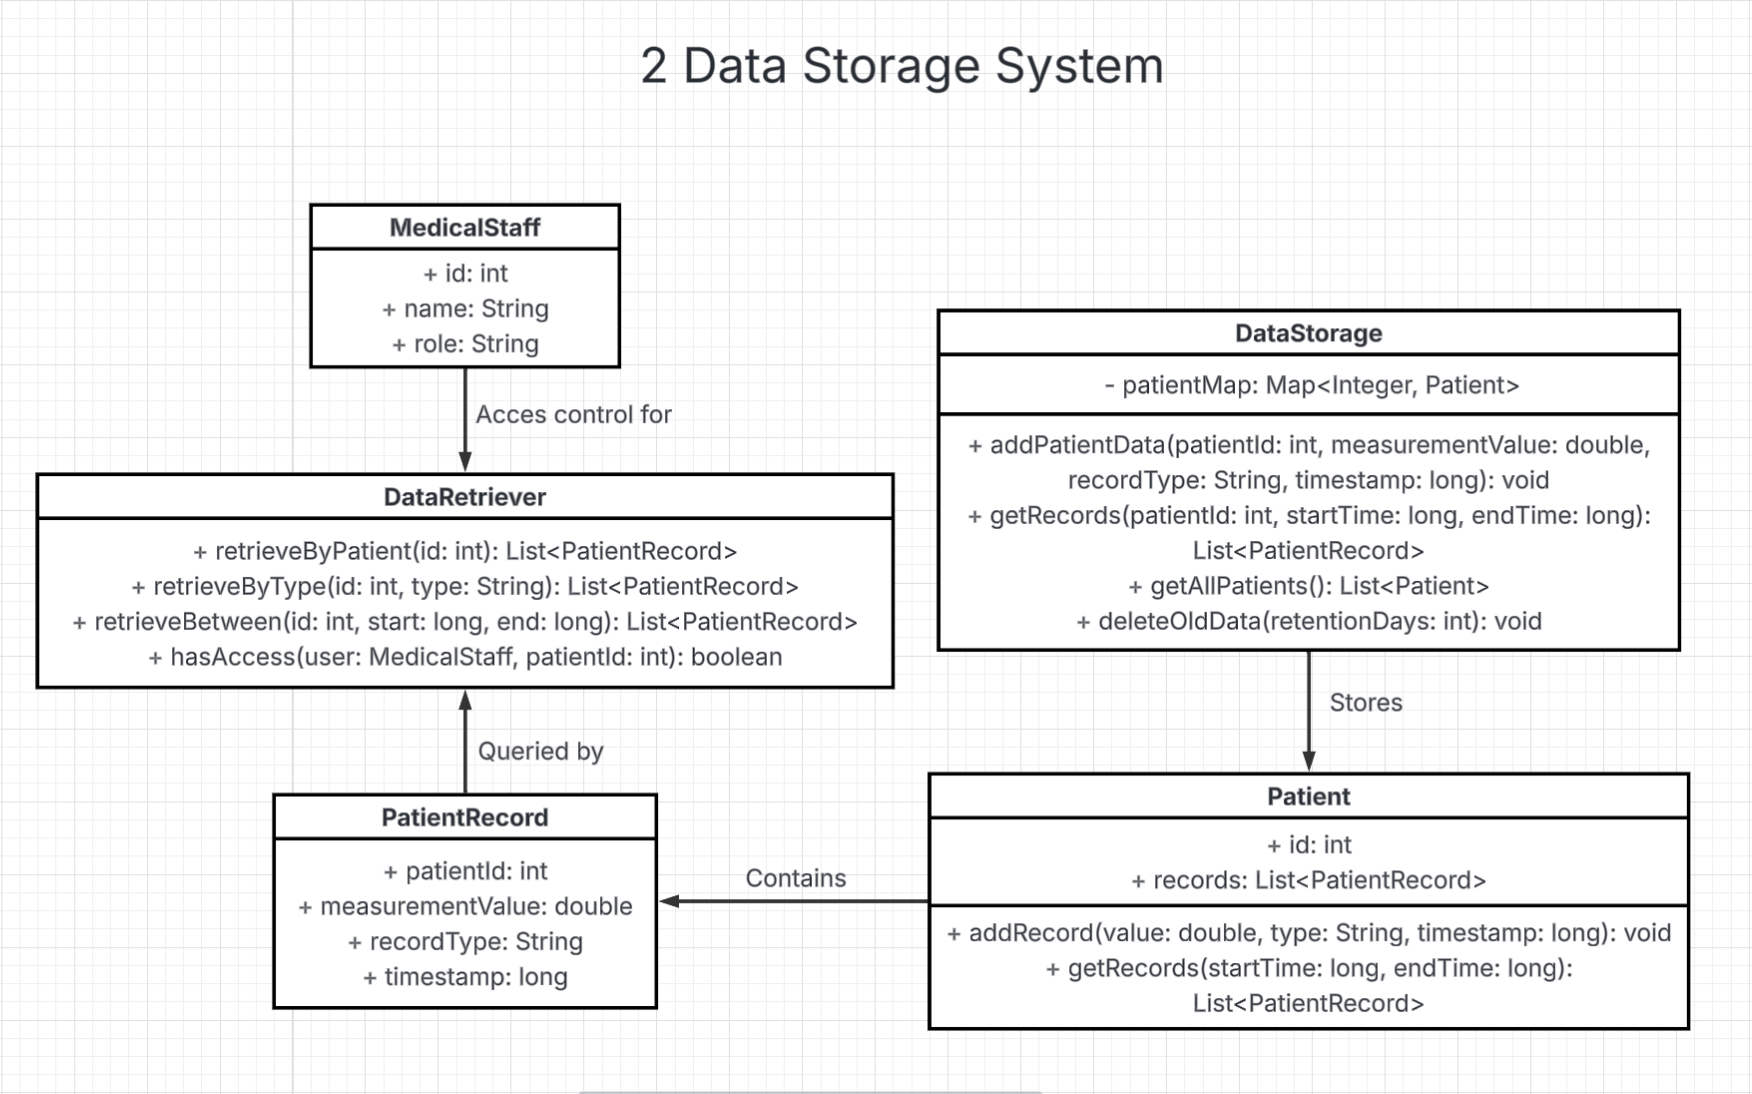 2 Data Storage System
MedicalStaff
+ id: int
+ name: String
+ role: String
Acces control for
DataRetriever
+ retrieveByPatient(id: int): List<PatientRecord>
+ retrieveByType(id: int, type: String): List<PatientRecord>
+ retrieveBetween(id: int, start: long, end: long): List<PatientRecord>
+ hasAccess(user: MedicalStaff, patientId: int): boolean
Queried by
PatientRecord
+ patientId: int
+ measurementValue: double
+ recordType: String
+ timestamp: long
Contains
DataStorage
- patientMap: Map<Integer, Patient>
+ addPatientData(patientId: int, measurementValue: double,
recordType: String, timestamp: long): void
+ getRecords(patientId: int, startTime: long, endTime: long):
List<PatientRecord>
+ getAllPatients(): List<Patient>
+ deleteOldData(retentionDays: int): void
Stores
Patient
+ id: int
+ records: List<PatientRecord>
+ addRecord(value: double, type: String, timestamp: long): void
+ getRecords(startTime: long, endTime: long):
List<PatientRecord>